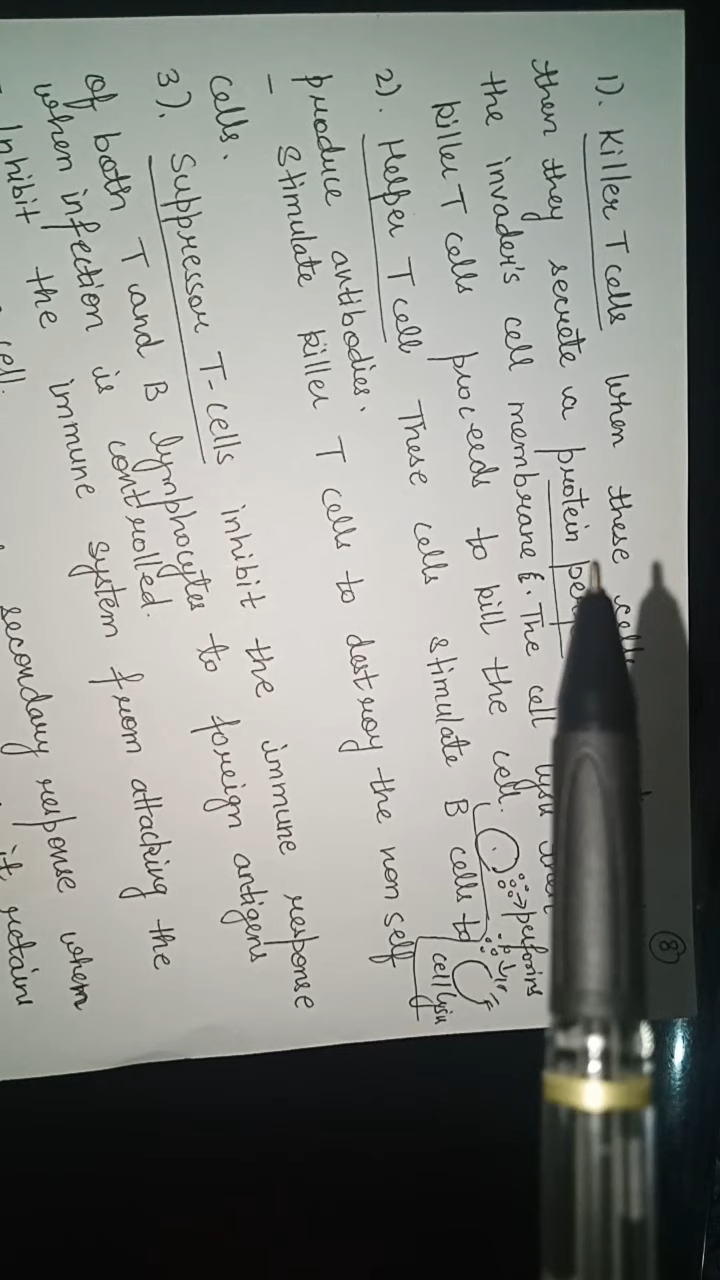 8
1). Killer T cells When these cells
then they secrete a protein
the invader's cell membrane &. The cell lyse then
killer T cells proceeds to kill the cell.
perforins
cell lysis
2). Helper T cell These cells stimulate B cells to
produce antibodies.
- Stimulate killer T cells to destroy the non self
cells.
3). Suppressor T-cells inhibit the immune response
of both T and B lymphocytes to foreign antigens
when infection is controlled.
- Inhibit the immune system from attacking the
cell.
secondary response when
it retains